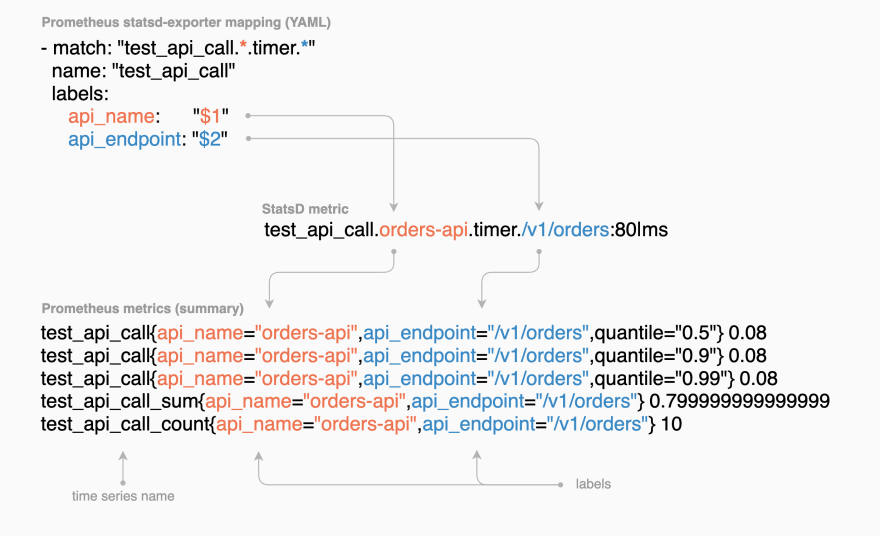 Prometheus statsd-exporter mapping (YAML)
- match: "test_api_call.*.timer.*"
name: "test_api_call"
labels:
api_name: "$1"
api_endpoint: "$2"
StatsD metric
test_api_call.orders-api.timer./v1/orders:80|ms
Prometheus metrics (summary)
test_api_call{api_name="orders-api",api_endpoint="/v1/orders",quantile="0.5"} 0.08
test_api_call{api_name="orders-api",api_endpoint="/v1/orders",quantile="0.9"} 0.08
test_api_call{api_name="orders-api",api_endpoint="/v1/orders",quantile="0.99"} 0.08
test_api_call_sum{api_name="orders-api",api_endpoint="/v1/orders"} 0.799999999999999
test_api_call_count{api_name="orders-api",api_endpoint="/v1/orders"} 10
time series name
labels